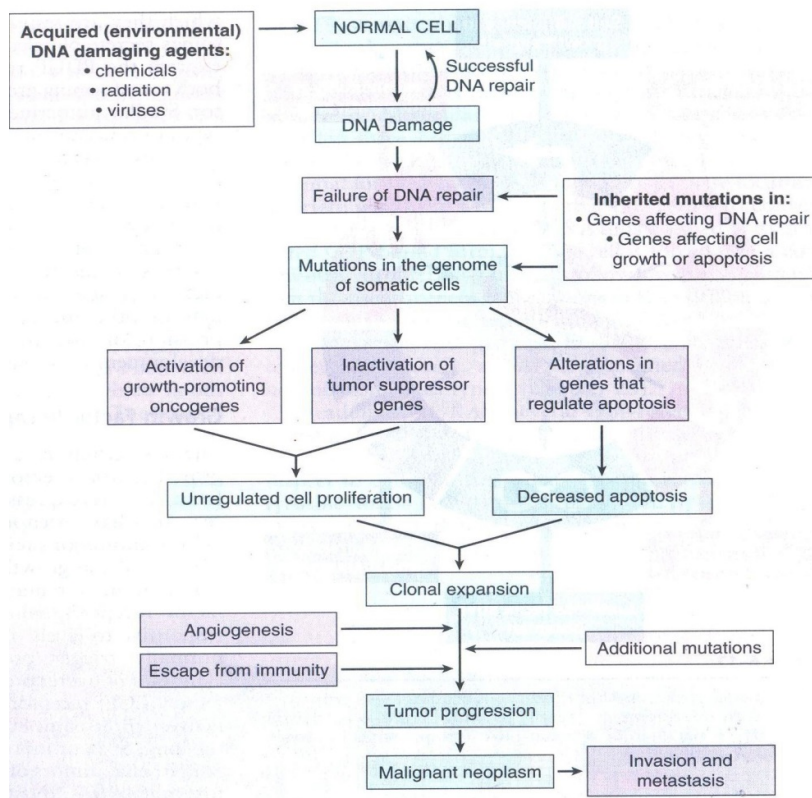 Acquired (environmental)
DNA damaging agents:
• chemicals
• radiation
• viruses
NORMAL CELL
Successful
DNA repair
DNA Damage
Failure of DNA repair
Inherited mutations in:
• Genes affecting DNA repair
• Genes affecting cell
growth or apoptosis
Mutations in the genome
of somatic cells
Activation of
growth-promoting
oncogenes
Inactivation of
tumor suppressor
genes
Alterations in
genes that
regulate apoptosis
Unregulated cell proliferation
Decreased apoptosis
Clonal expansion
Angiogenesis
Additional mutations
Escape from immunity
Tumor progression
Malignant neoplasm
Invasion and
metastasis